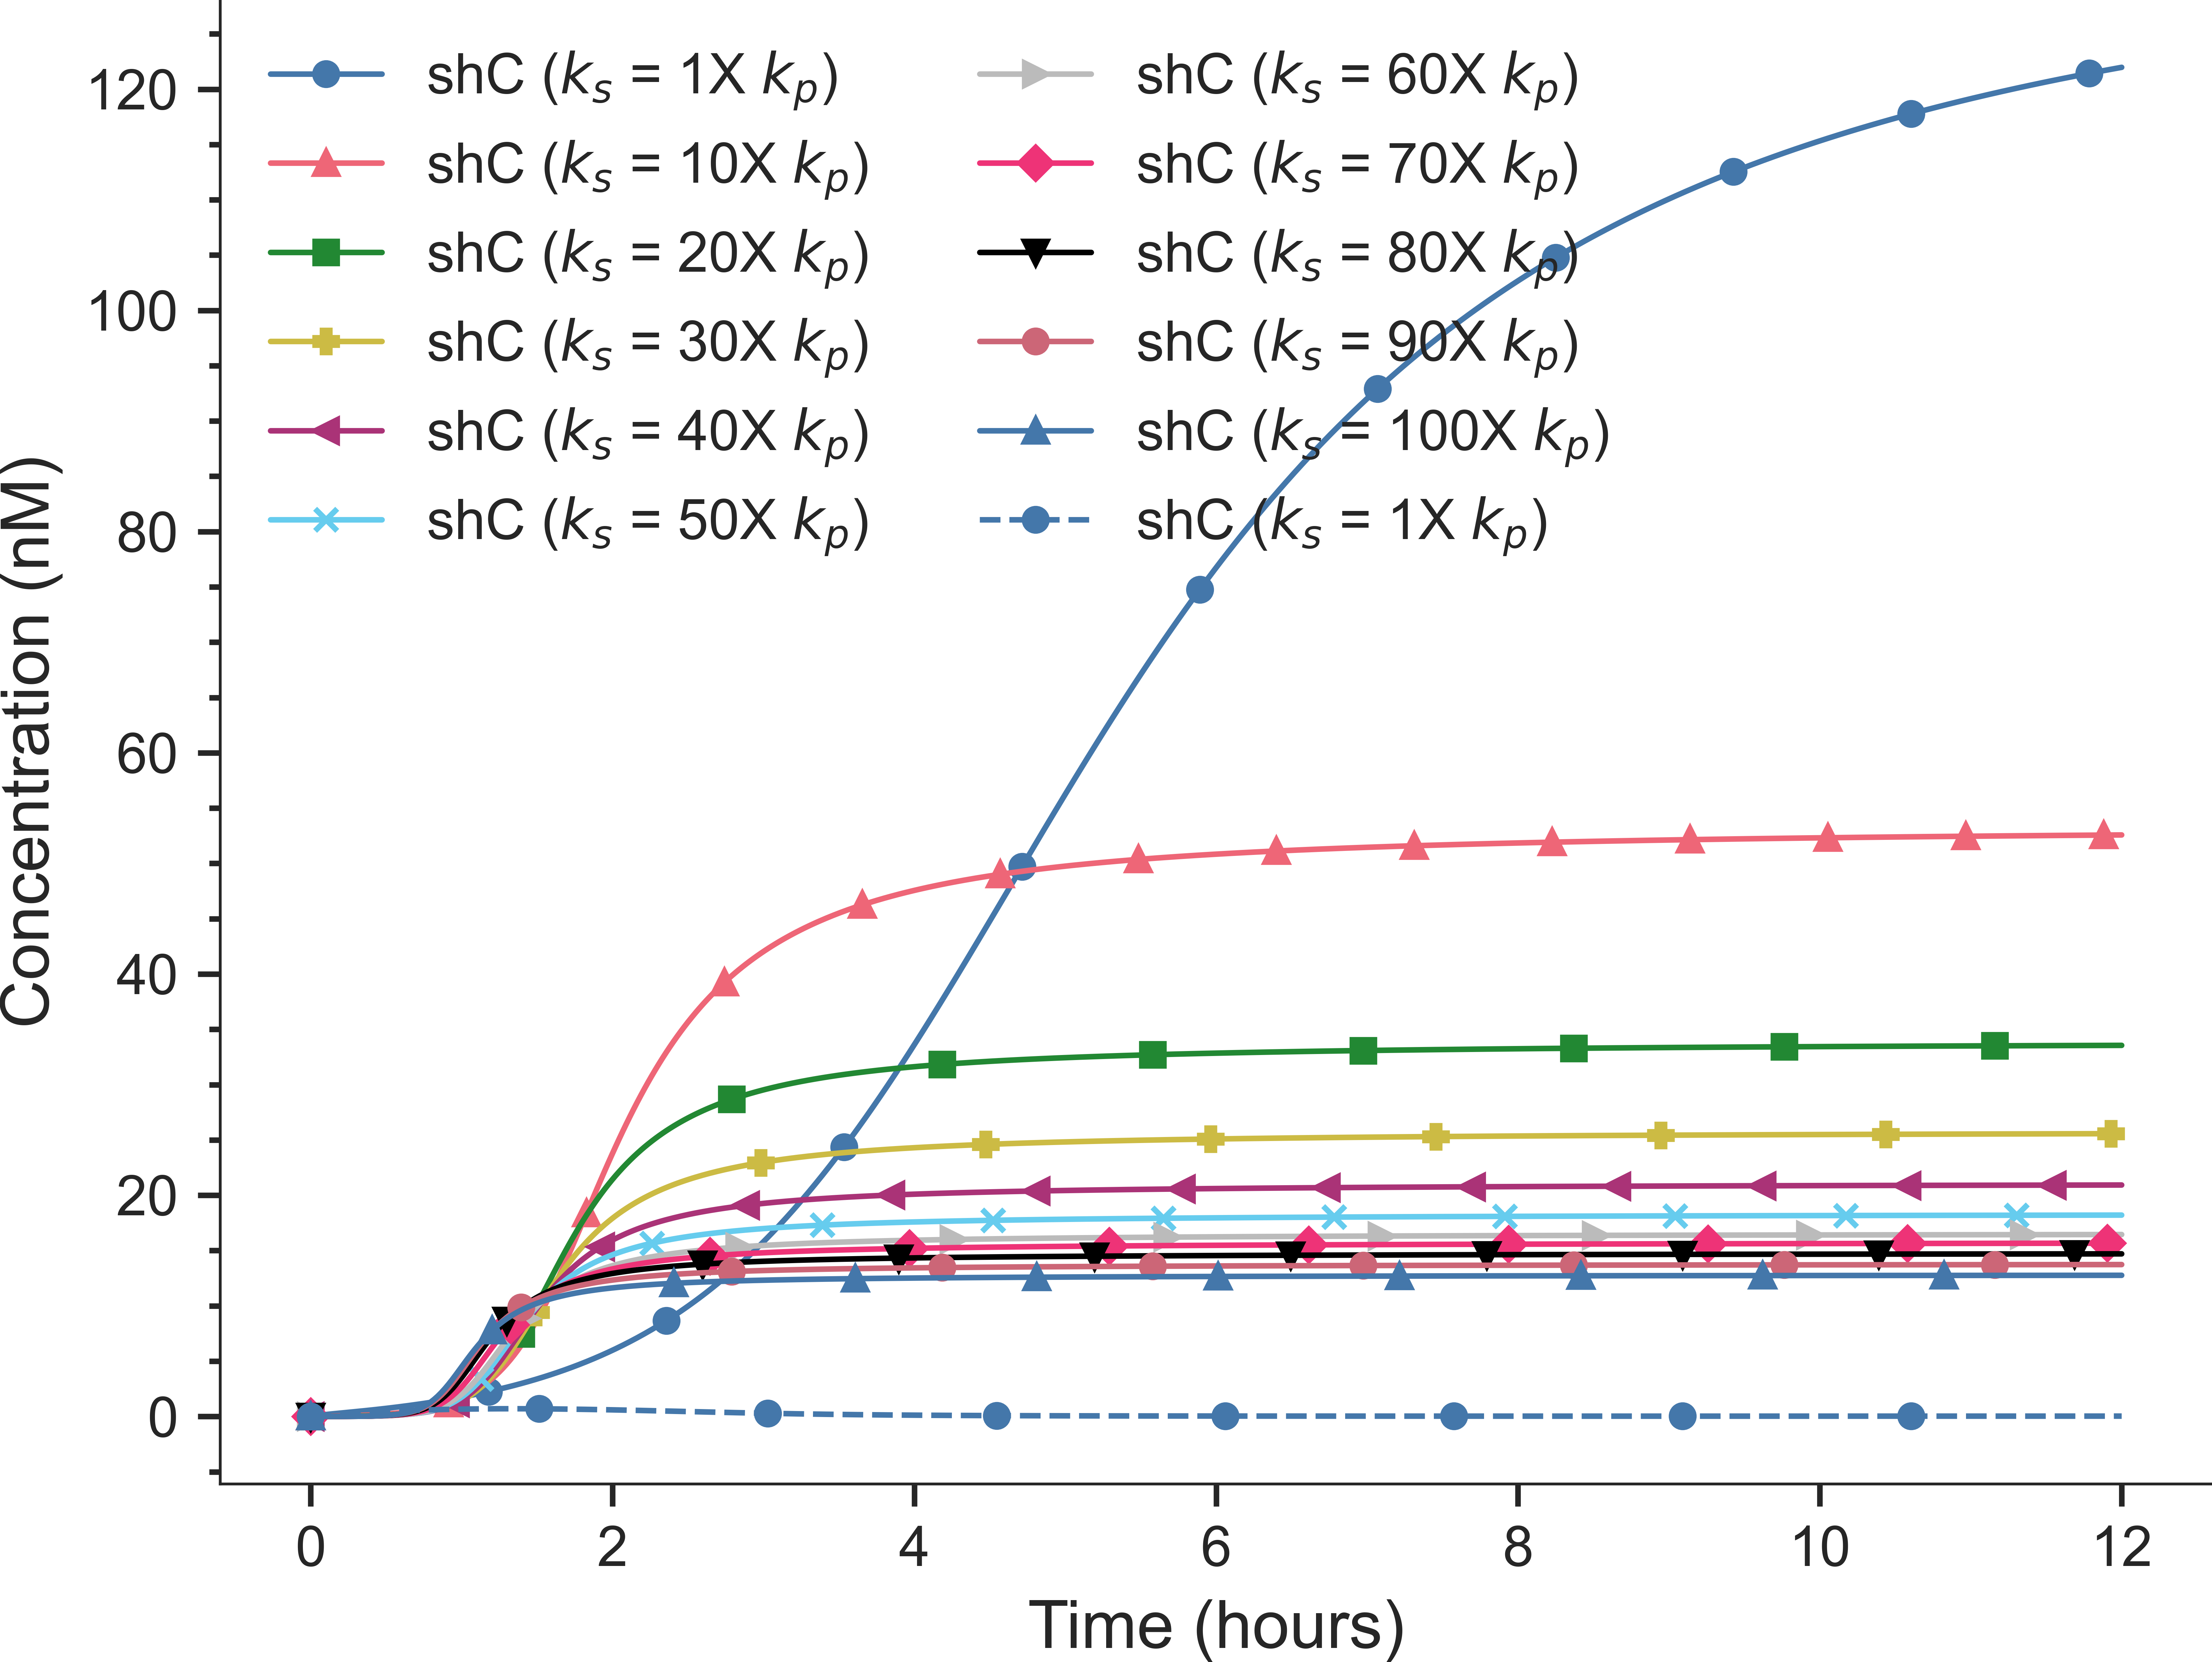 shC (ks = 1X kp)
shC (ks = 10X kp)
shC (ks = 20X kp)
shC (ks = 30X kp)
shC (ks = 40X kp)
shC (ks = 50X kp)
shC (ks = 60X kp)
shC (ks = 70X kp)
shC (ks = 80X kp)
shC (ks = 90X kp)
shC (ks = 100X kp)
shC (ks = 1X kp)
Concentration (nM)
120
100
80
60
40
20
0
0 2 4 6 8 10 12
Time (hours)